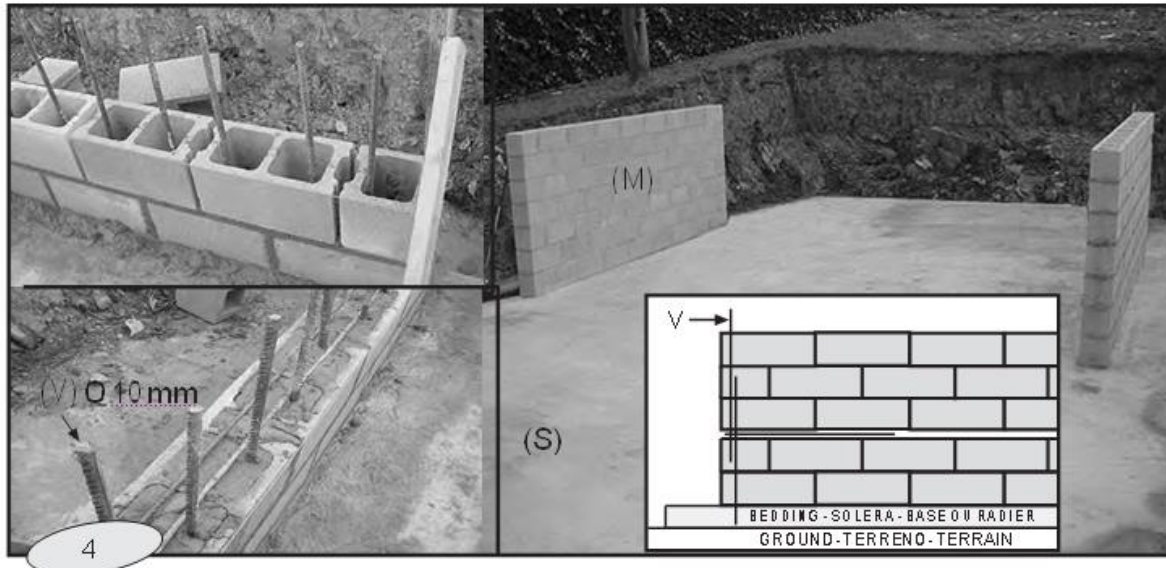 (M)
(V) Q 10 mm
(S)
V
BEDDING-SOLERA-BASE OU RADIER
GROUND-TERRENO-TERRAIN
4